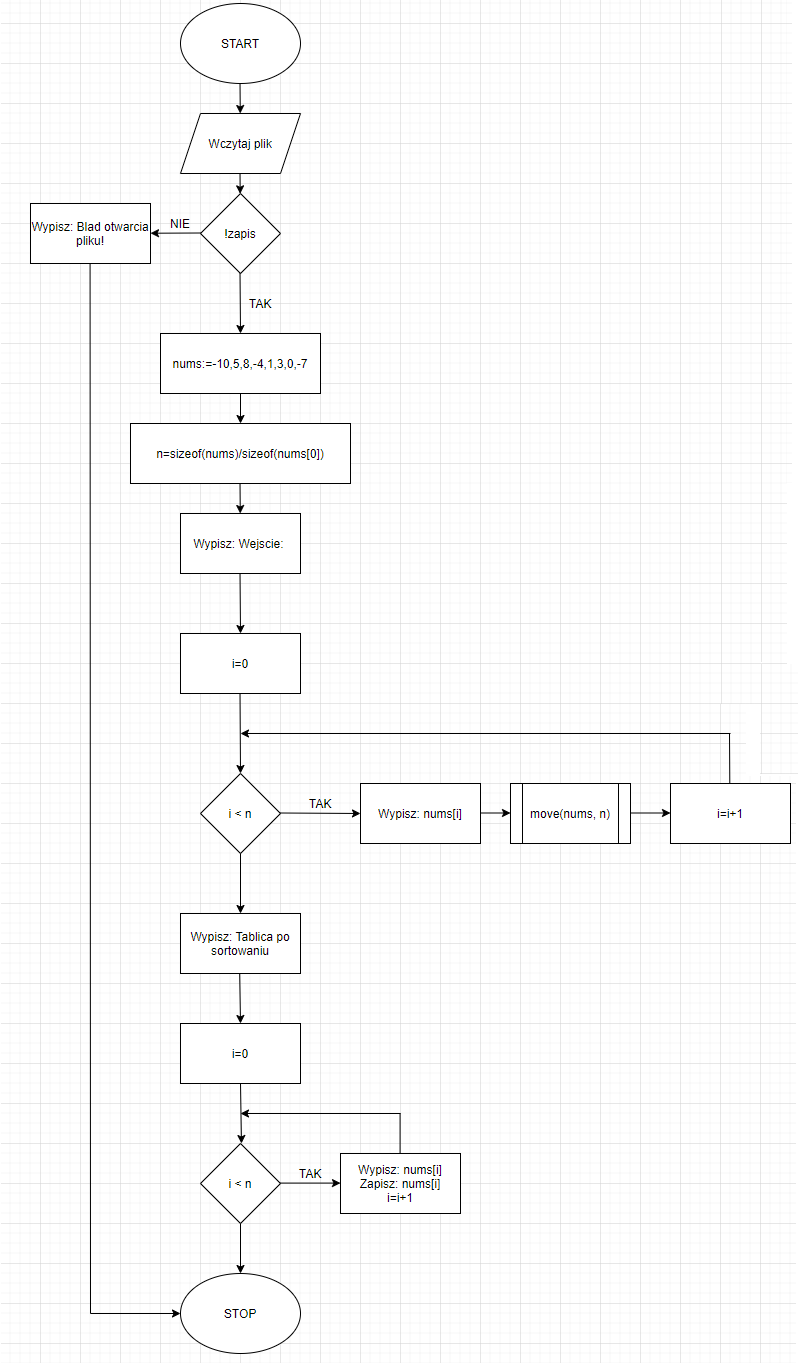 START
Wczytaj plik
!zapis
NIE
Wypisz: Blad otwarcia
pliku!
TAK
nums:=-10,5,8,-4,1,3,0,-7
n=sizeof(nums)/sizeof(nums[0])
Wypisz: Wejscie:
i=0
i < n
TAK
Wypisz: nums[i]
move(nums, n)
i=i+1
Wypisz: Tablica po
sortowaniu
i=0
i < n
TAK
Wypisz: nums[i]
Zapisz: nums[i]
i=i+1
STOP